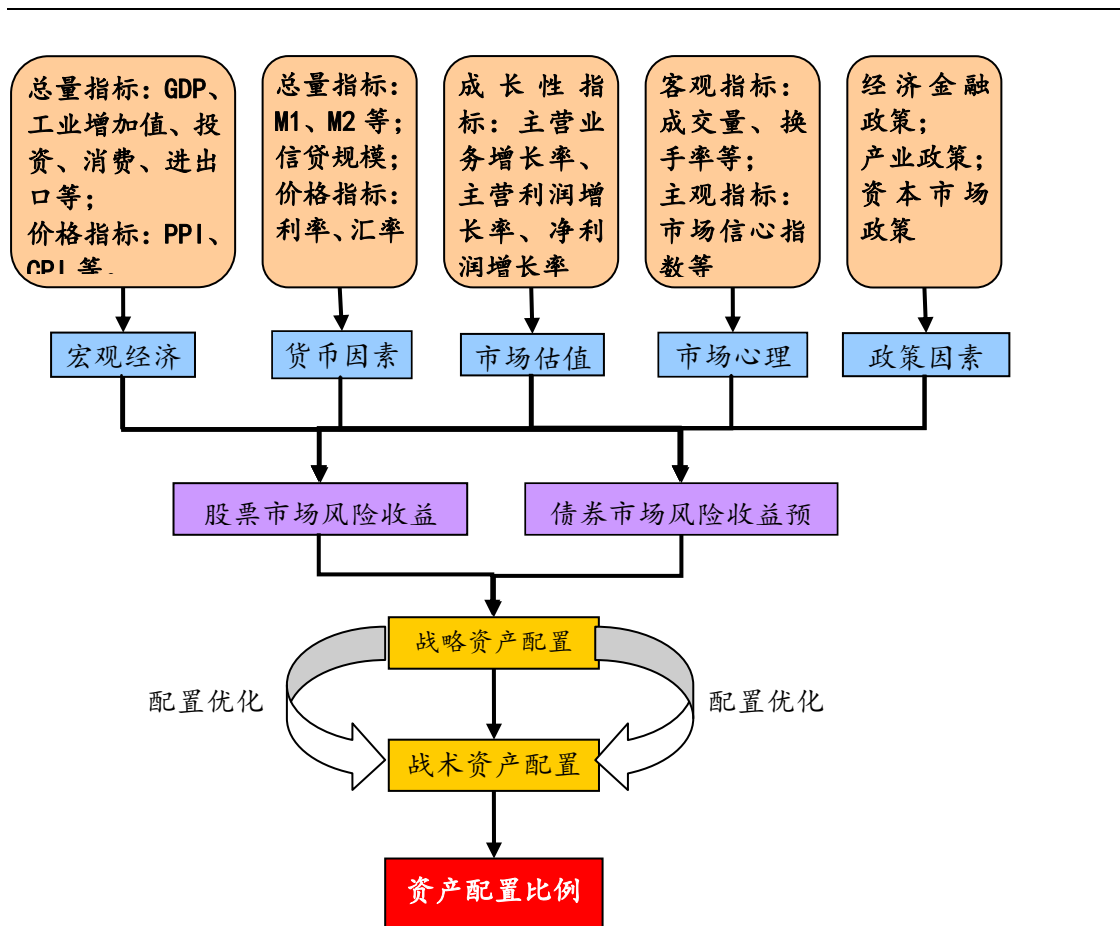 总量指标：GDP、
工业增加值、投
资、消费、进出
口等；
价格指标：PPI、
CPI 等。
总量指标：
M1、M2 等；
信贷规模；
价格指标：
利率、汇率
成长性指
标：主营业
务增长率、
主营利润增
长率、净利
润增长率
客观指标：
成交量、换
手率等；
主观指标：
市场信心指
数等
经济金融
政策；
产业政策；
资本市场
政策
宏观经济
货币因素
市场估值
市场心理
政策因素
股票市场风险收益
债券市场风险收益预
战略资产配置
配置优化
配置优化
战术资产配置
资产配置比例